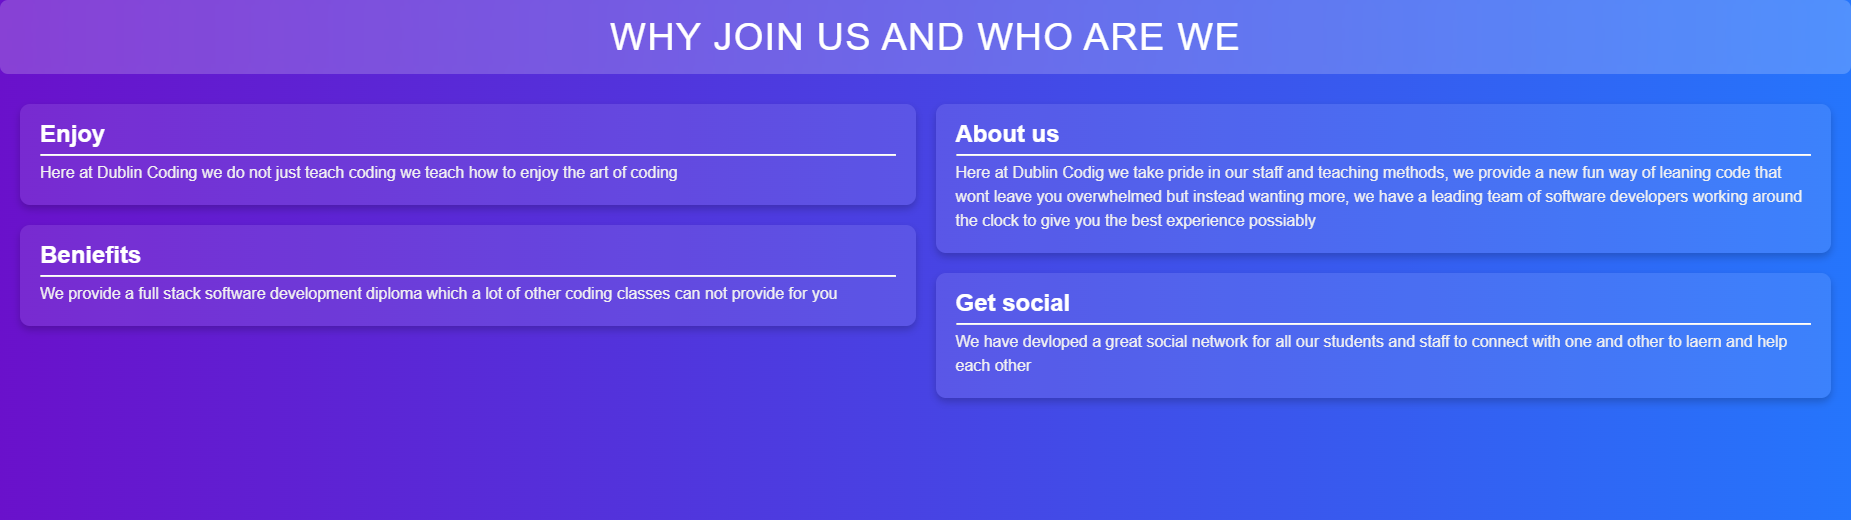 WHY JOIN US AND WHO ARE WE
Enjoy
Here at Dublin Coding we do not just teach coding we teach how to enjoy the art of coding
Beniefits
We provide a full stack software development diploma which a lot of other coding classes can not provide for you
About us
Here at Dublin Codig we take pride in our staff and teaching methods, we provide a new fun way of leaning code that
wont leave you overwhelmed but instead wanting more, we have a leading team of software developers working around
the clock to give you the best experience possiably
Get social
We have devloped a great social network for all our students and staff to connect with one and other to laern and help
each other